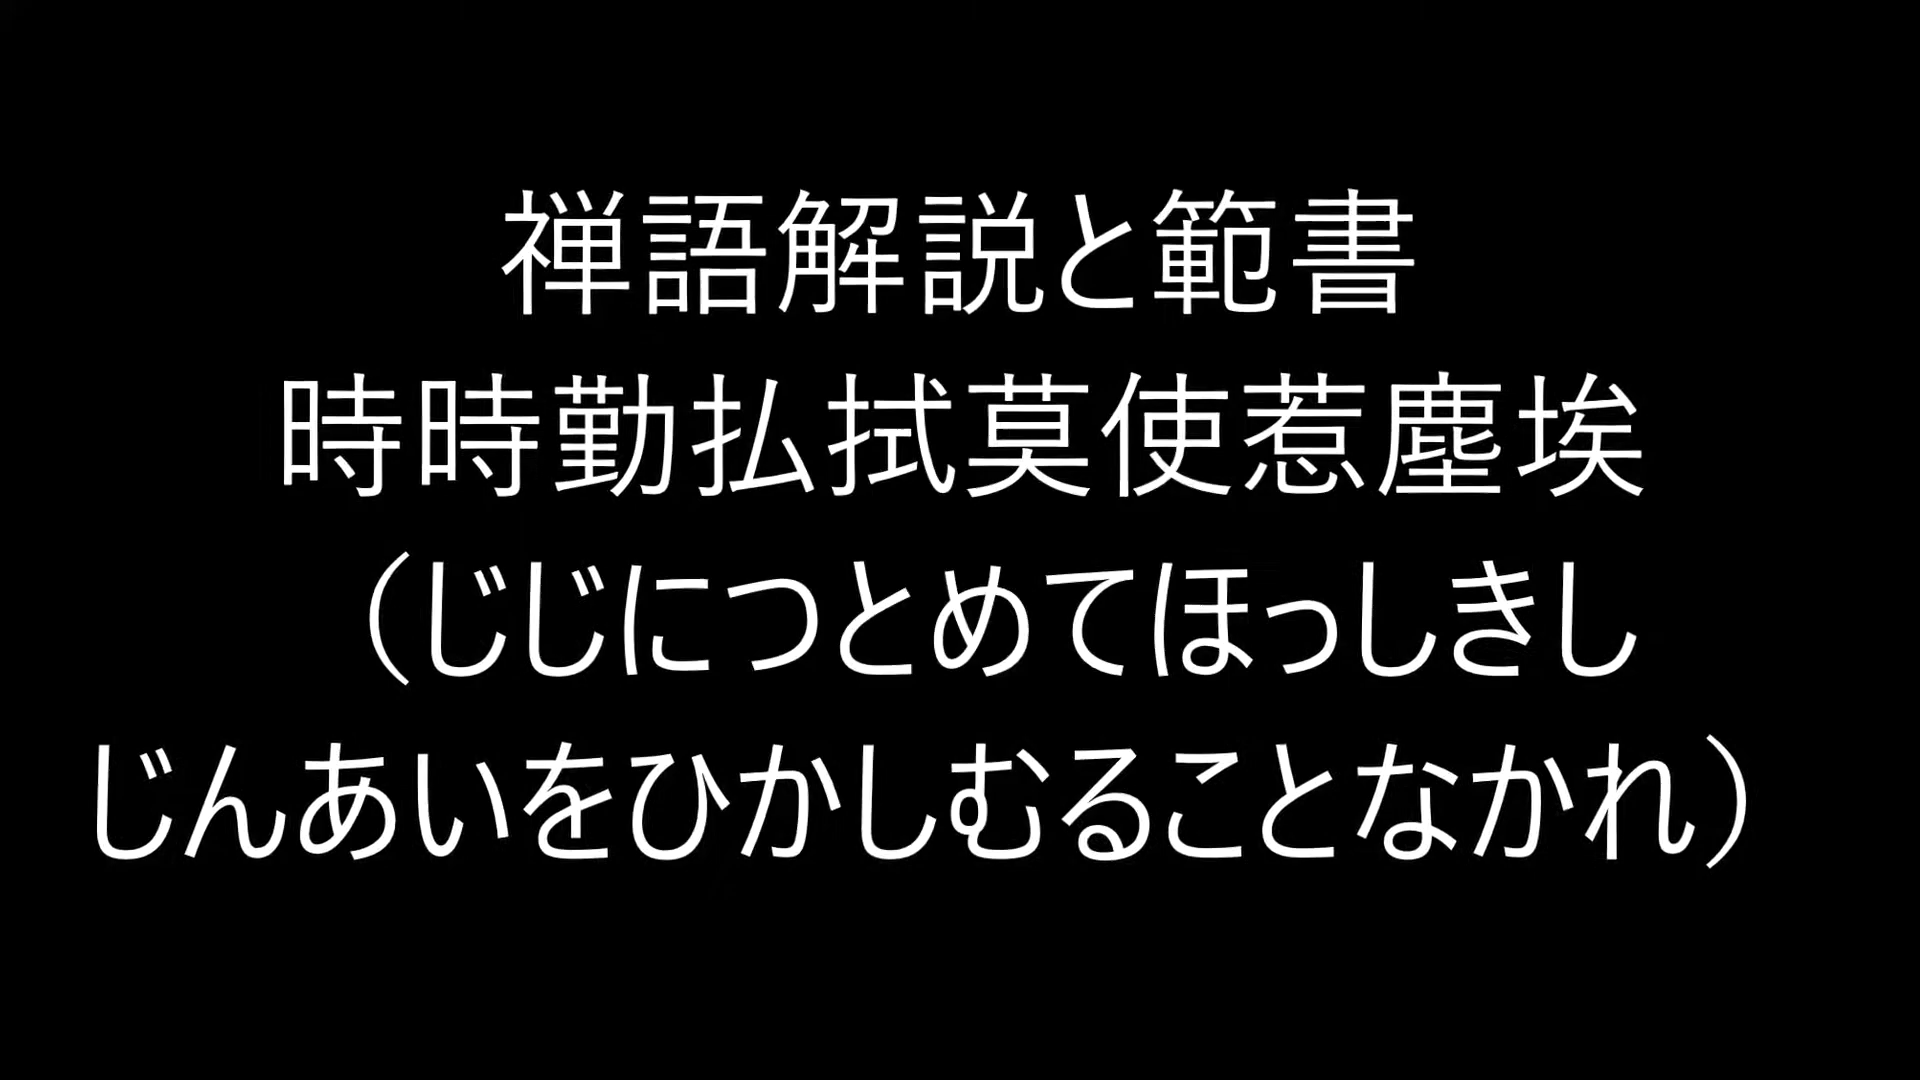 禅語解説と範書
時時勤払拭莫使惹塵埃
（じじにつとめてほっしきし
じんあいをひかしむることなかれ）